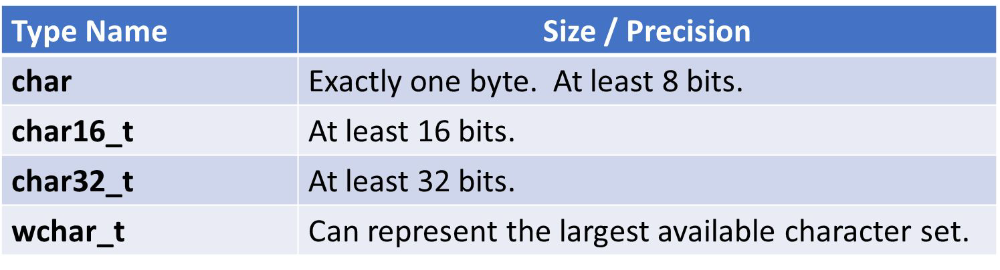 Type Name Size / Precision
char Exactly one byte.  At least 8 bits.
char16_t At least 16 bits.
char32_t At least 32 bits.
wchar_t Can represent the largest available character set.